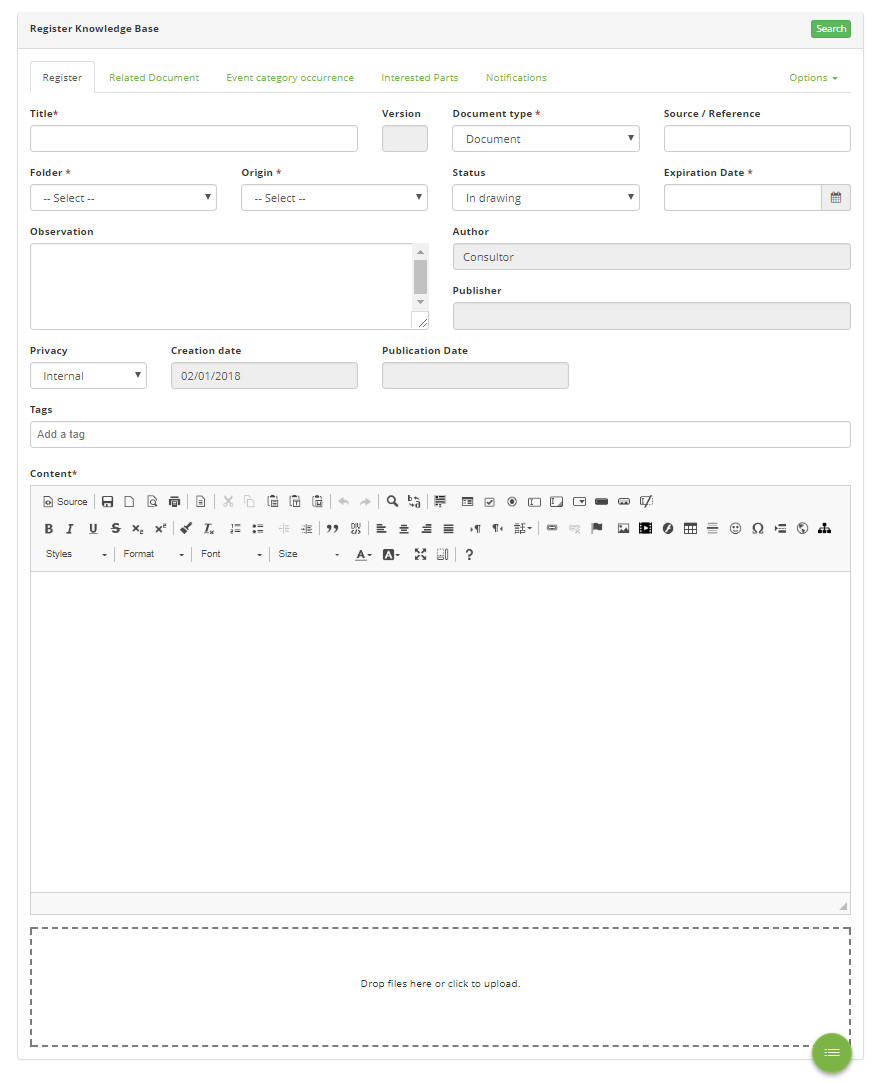 Register Knowledge Base Search
Register Related Document Event category occurrence Interested Parts Notifications Options
Title* Version Document type * Source / Reference
Document
Folder * Origin * Status Expiration Date *
-- Select -- -- Select -- In drawing
Observation Author
Consultor
Publisher
Privacy Creation date Publication Date
Internal 02/01/2018
Tags
Add a tag
Content*
Source
B I U S x₂ x² Iₓ
Styles Format Font Size A A ?
Drop files here or click to upload.